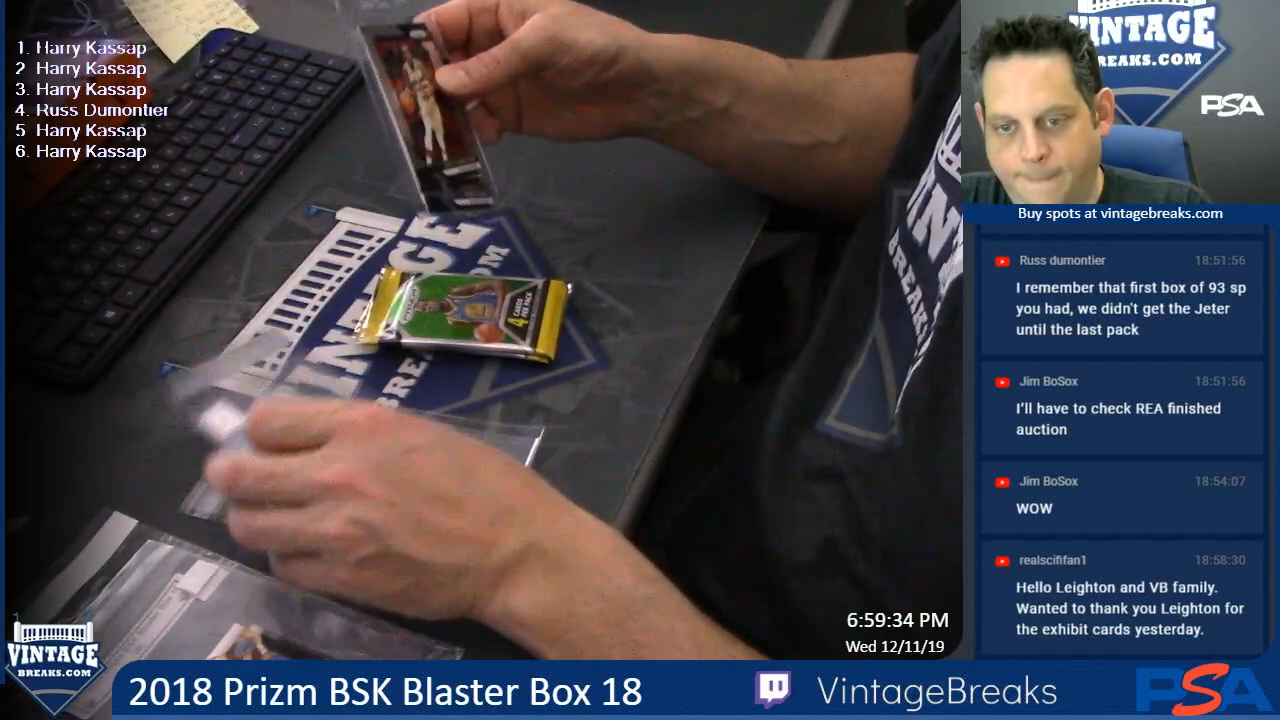 1. Harry Kassap
2 Harry Kassap
3. Harry Kassap
4. Russ Dumontier
5 Harry Kassap
6. Harry Kassap
VINTAGE
BREAKS.COM
PSA
Buy spots at vintagebreaks.com
Russ dumontier 18:51:56
I remember that first box of 93 sp
you had, we didn't get the Jeter
until the last pack
Jim BoSox 18:51:56
I'll have to check REA finished
auction
Jim BoSox 18:54:07
WOW
realscififan1 18:58:30
Hello Leighton and VB family.
Wanted to thank you Leighton for
the exhibit cards yesterday.
4 CARDS
PER PACK
6:59:34 PM
Wed 12/11/19
VINTAGE
BREAKS.COM
2018 Prizm BSK Blaster Box 18
VintageBreaks
PSA